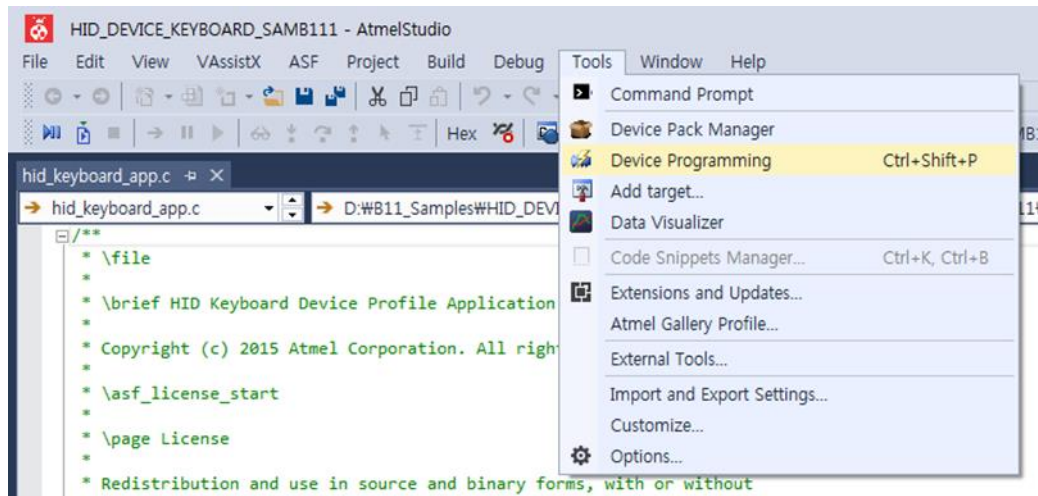 HID_DEVICE_KEYBOARD_SAMB111 - AtmelStudio
File Edit View VAssistX ASF Project Build Debug Tools Window Help
Hex
Command Prompt
Device Pack Manager
Device Programming Ctrl+Shift+P
Add target...
Data Visualizer
Code Snippets Manager... Ctrl+K, Ctrl+B
Extensions and Updates...
Atmel Gallery Profile...
External Tools...
Import and Export Settings...
Customize...
Options...
hid_keyboard_app.c
hid_keyboard_app.c D:₩B11_Samples₩HID_DEVI
/**
* \file
*
* \brief HID Keyboard Device Profile Application
*
* Copyright (c) 2015 Atmel Corporation. All righ
*
* \asf_license_start
*
* \page License
*
* Redistribution and use in source and binary forms, with or without